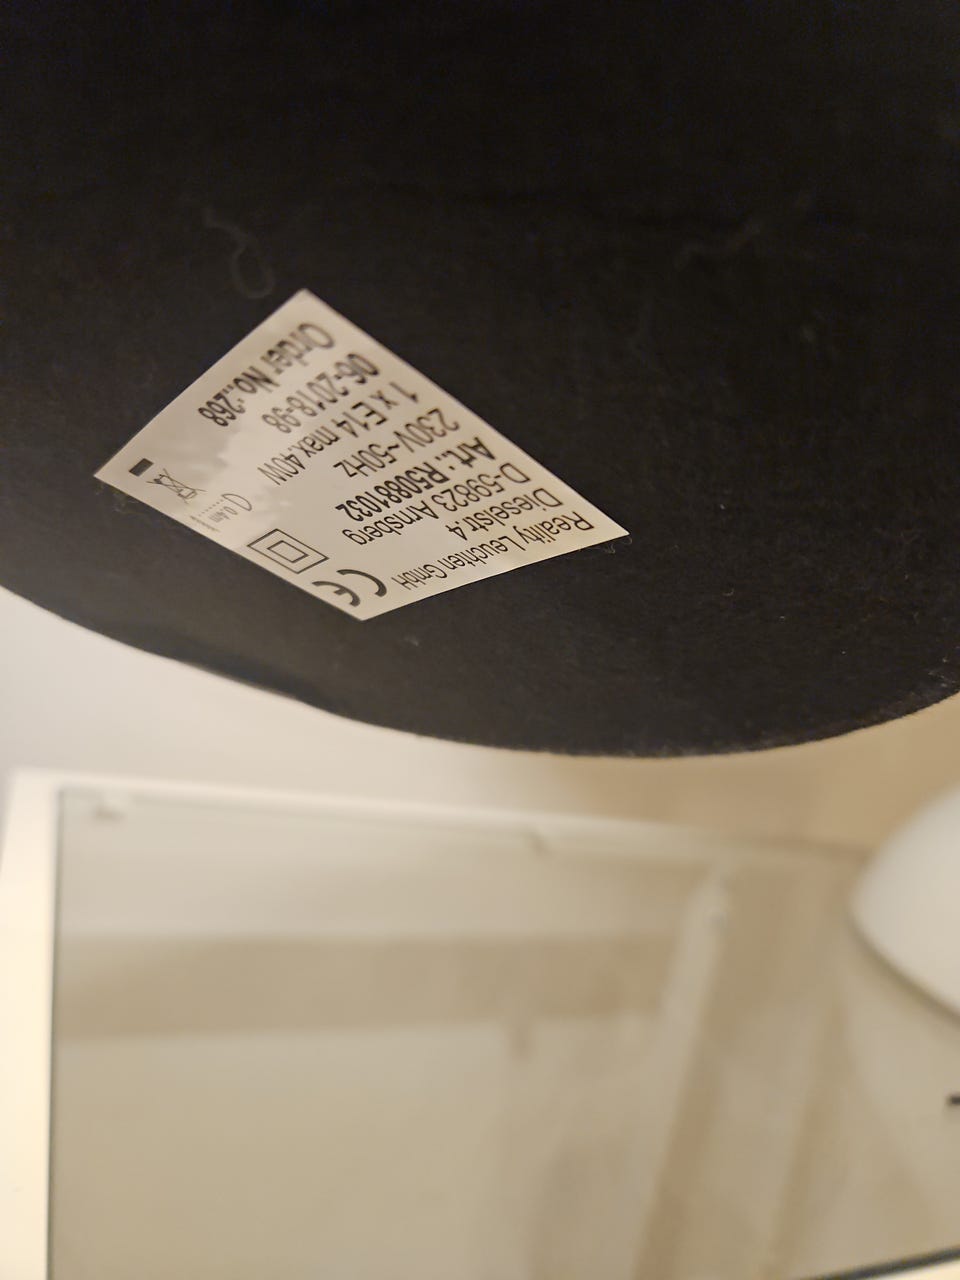 Reality Leuchten GmbH
Dieselstr.4
D-59823 Arnsberg
Art.: R50881032
230V~50Hz
1 x E14 max.40W
06-2018-98
Order No.:268
CE
0.4m